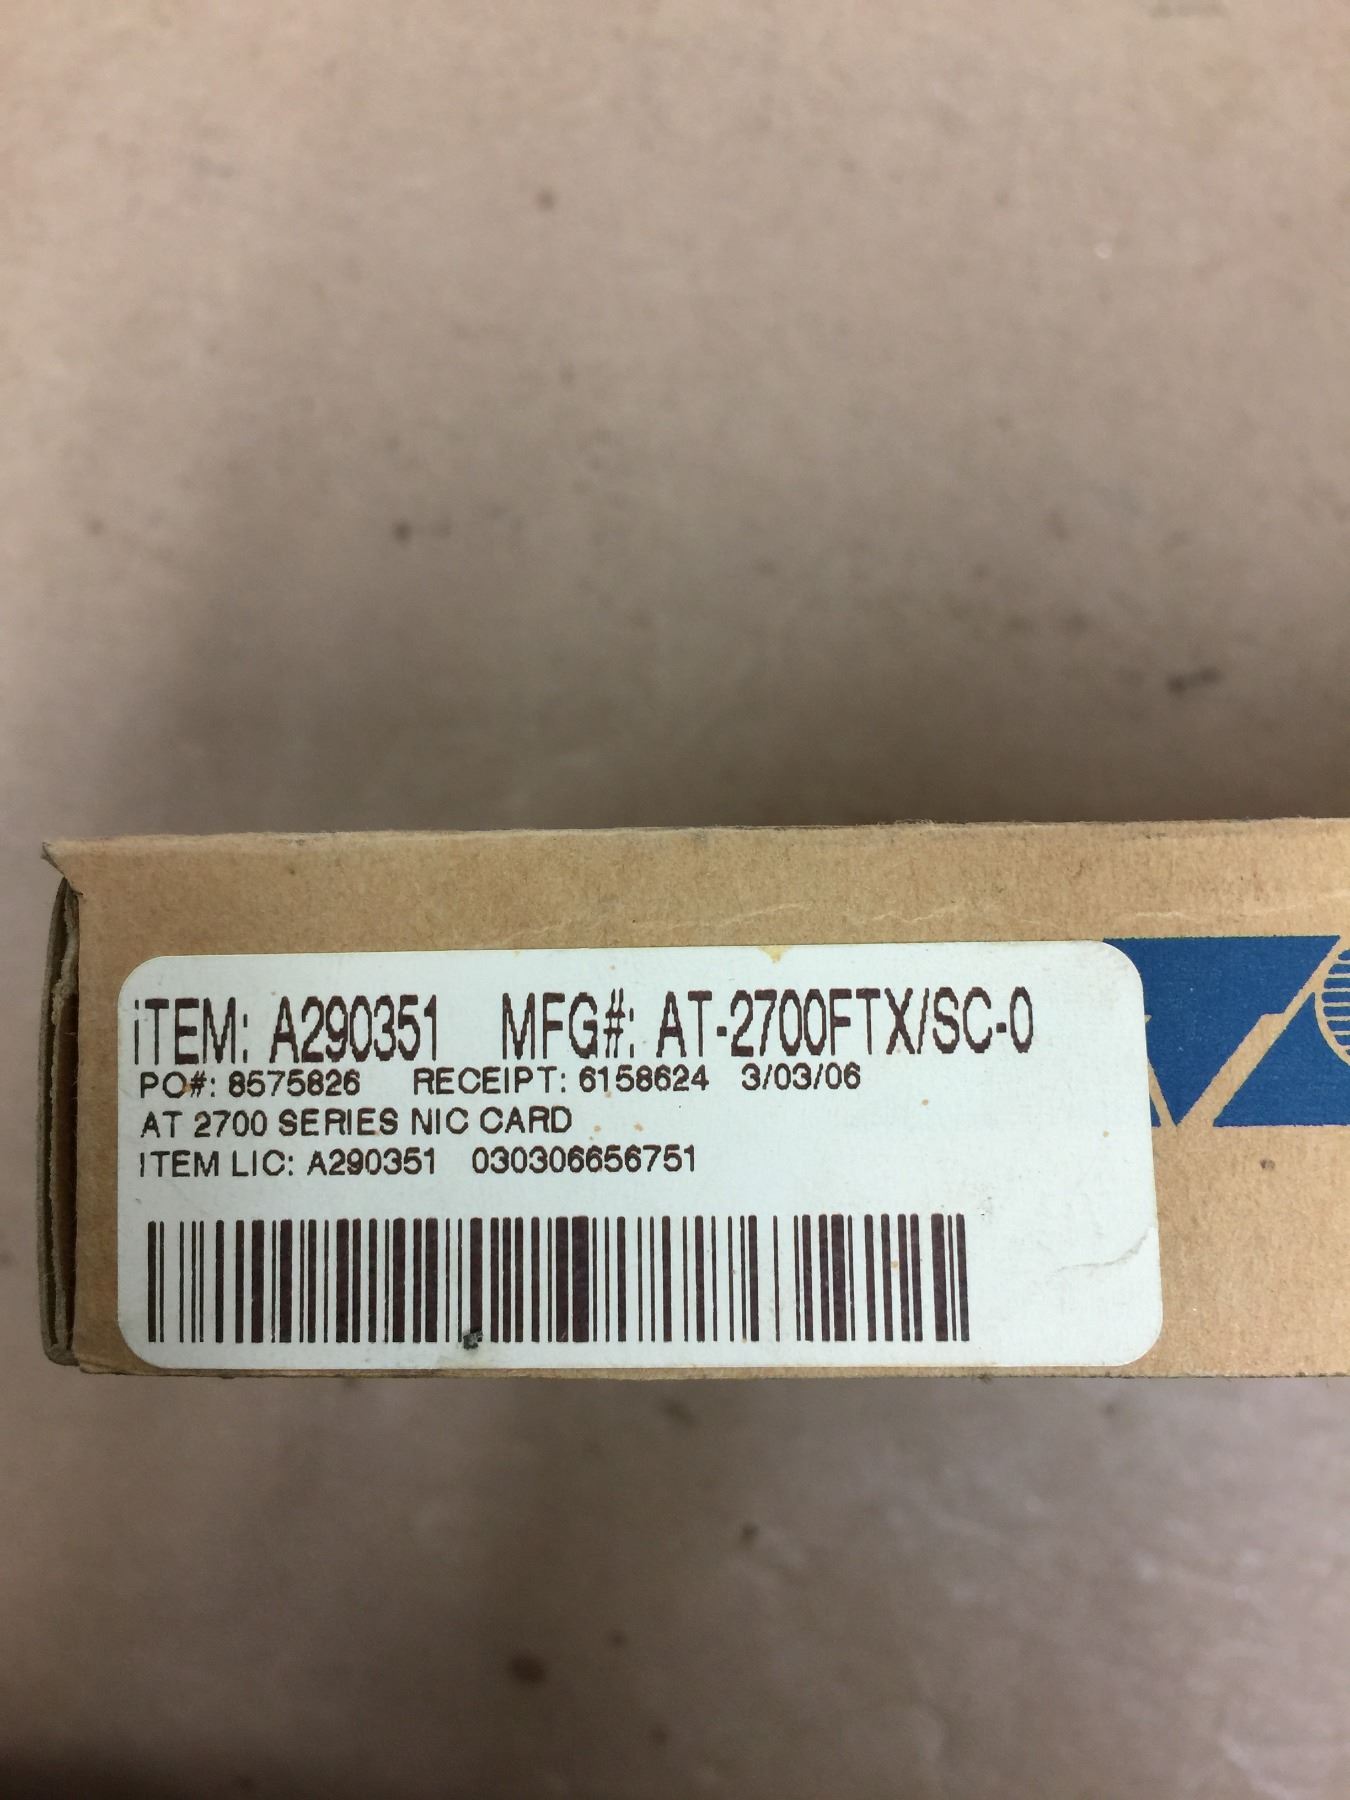 iTEM: A290351 MFG#: AT-2700FTX/SC-0
PO#: 8575826 RECEIPT: 6158624 3/03/06
AT 2700 SERIES NIC CARD
ITEM LIC: A290351 030306656751